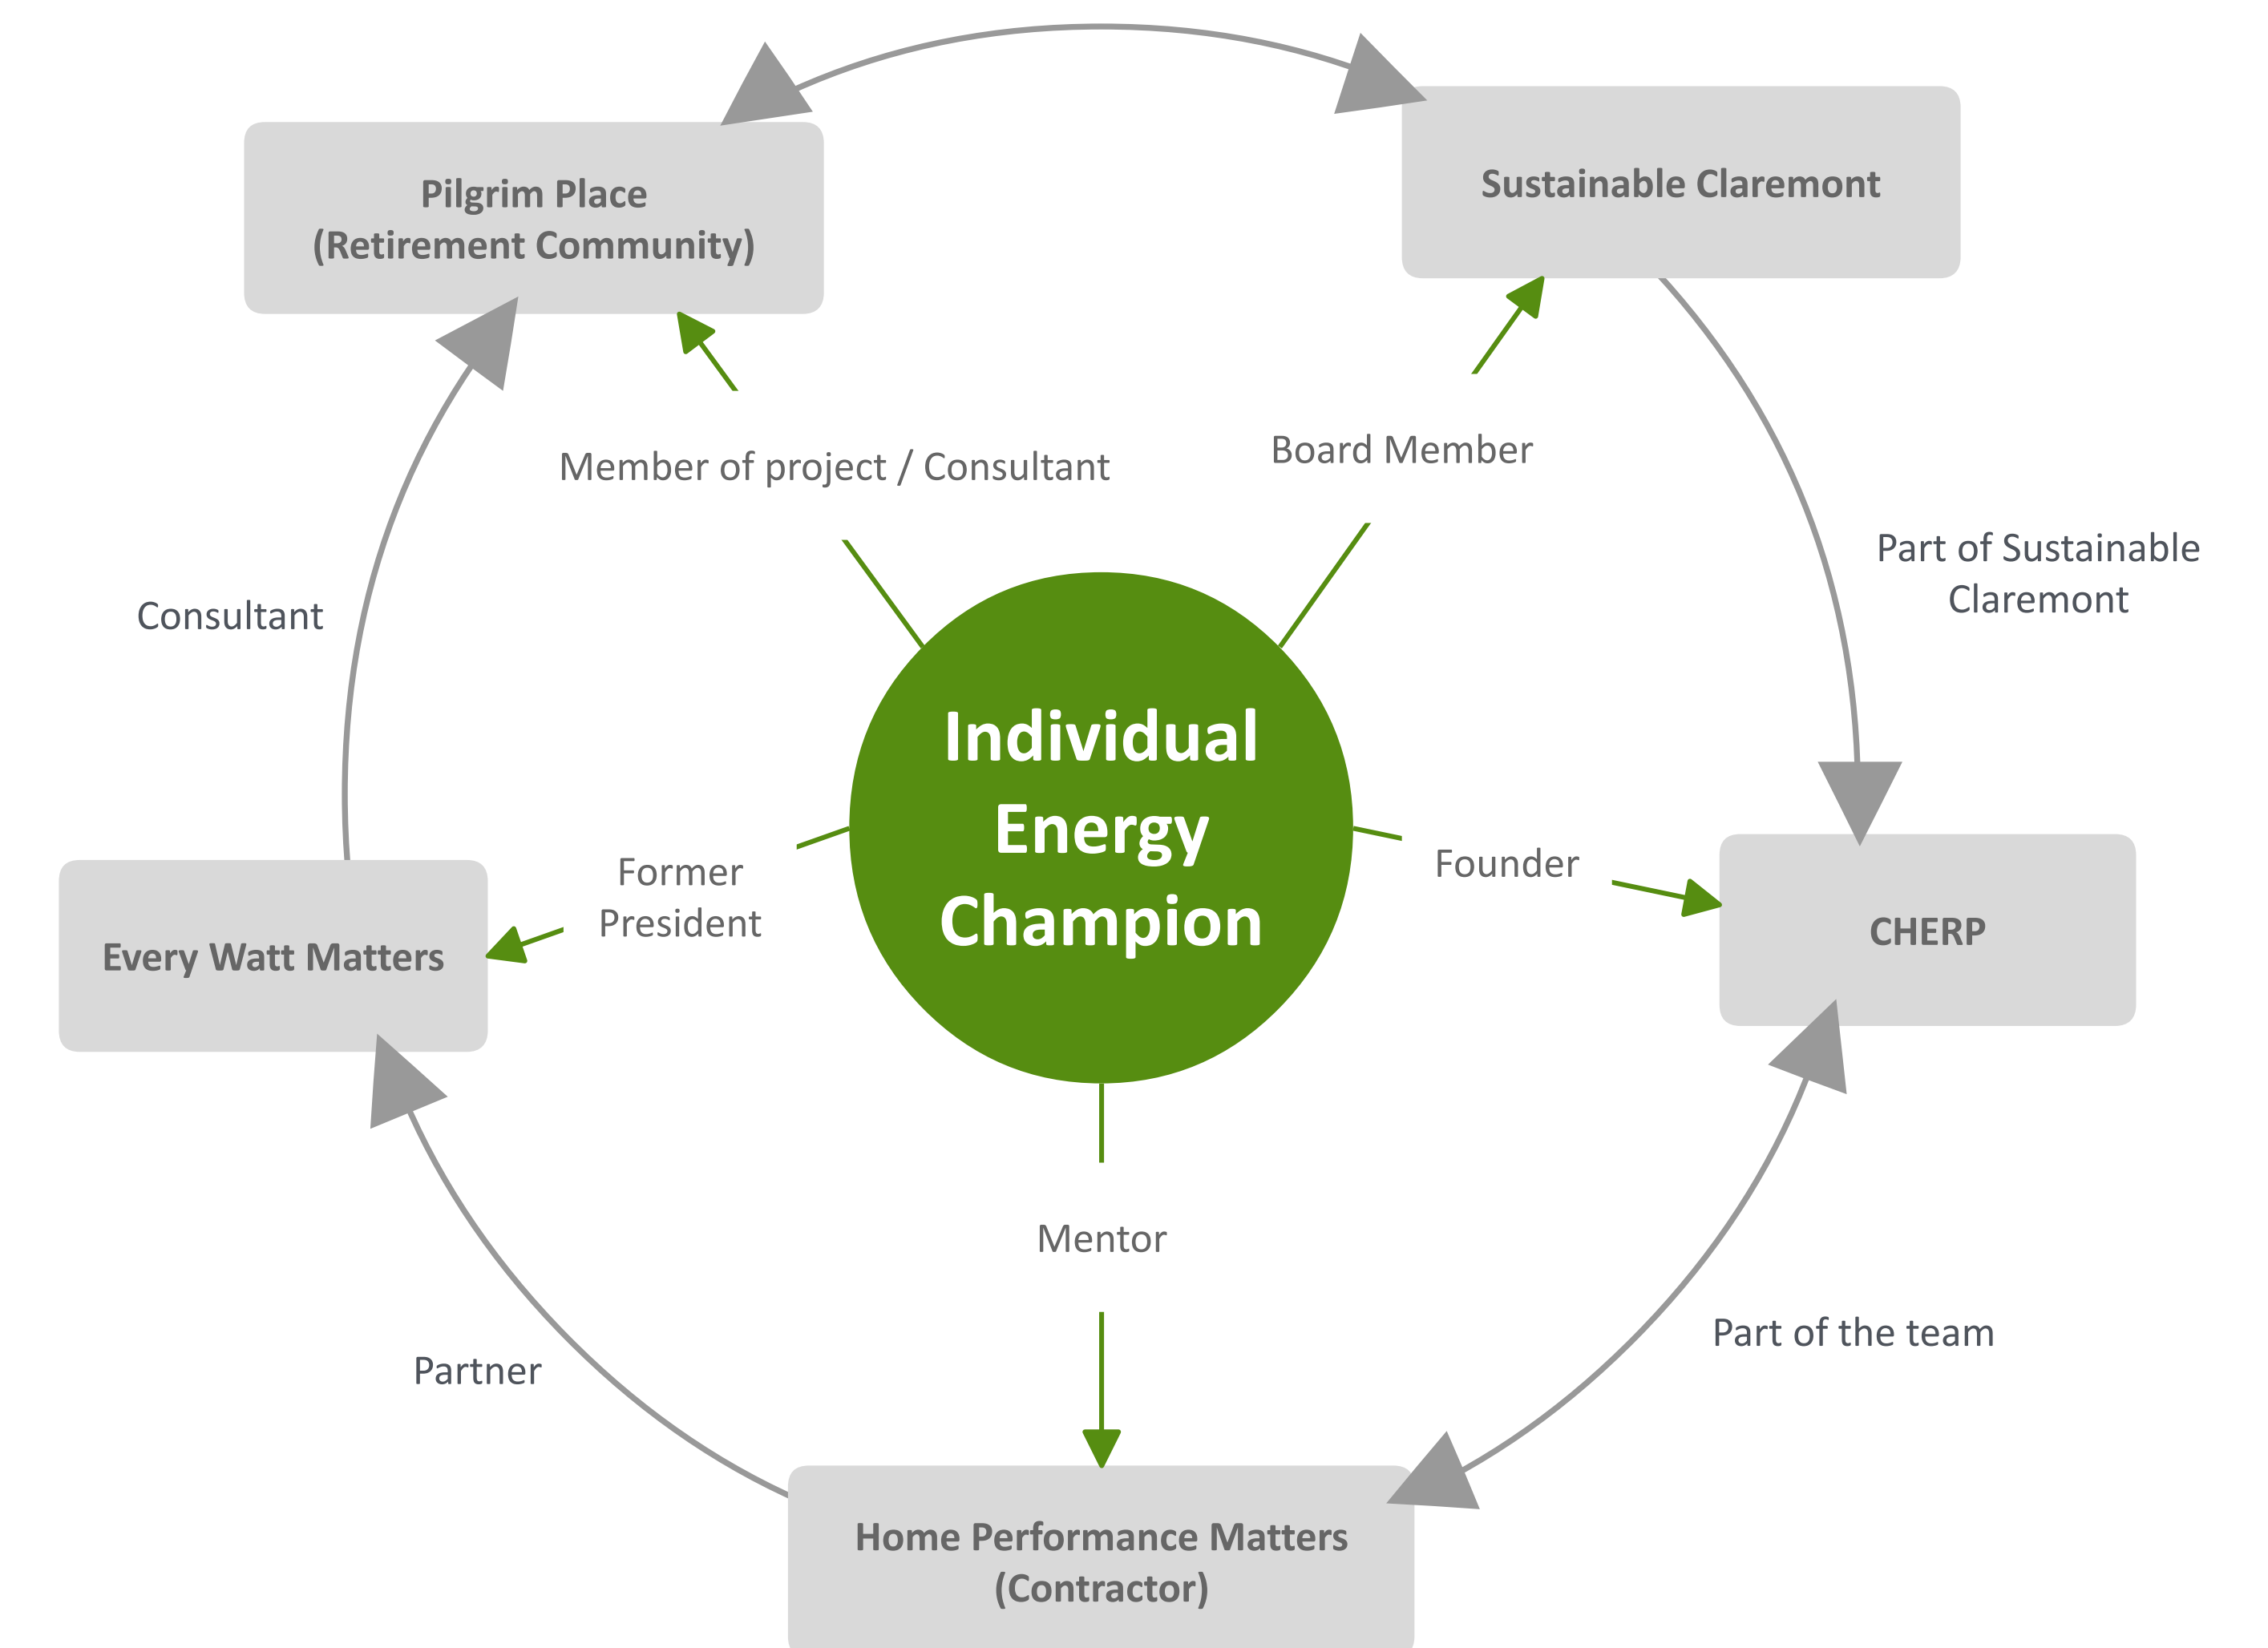 Pilgrim Place
(Retirement Community)
Sustainable Claremont
Member of project / Consultant
Board Member
Part of Sustainable
Claremont
Consultant
Individual
Energy
Champion
Former
President
Founder
Every Watt Matters
CHERP
Mentor
Part of the team
Partner
Home Performance Matters
(Contractor)